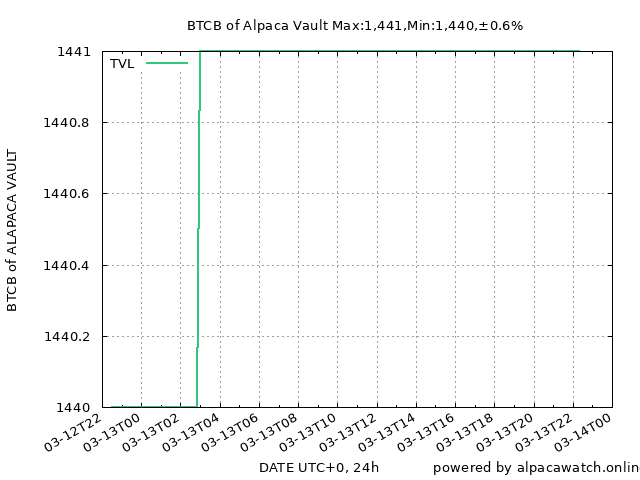 BTCB of Alpaca Vault Max:1,441,Min:1,440,±0.6%
TVL
1441
1440.8
1440.6
1440.4
1440.2
1440
BTCB of ALAPACA VAULT
03-12T22
03-13T00
03-13T02
03-13T04
03-13T06
03-13T08
03-13T10
03-13T12
03-13T14
03-13T16
03-13T18
03-13T20
03-13T22
03-14T00
DATE UTC+0, 24h
powered by alpacawatch.onlin